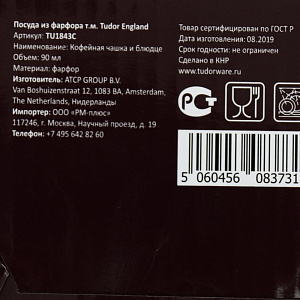 Посуда из фарфора т.м. Tudor England
Артикул: TU1843C
Наименование: Кофейная чашка и блюдце
Объем: 90 мл
Материал: фарфор
Изготовитель: ATCP GROUP B.V.
Van Boshuizenstraat 12, 1083 BA, Amsterdam,
The Netherlands, Нидерланды
Импортер: ООО «РМ-плюс»
117246, г. Москва, Научный проезд, д. 19
Телефон: +7 495 642 82 60
Товар сертифицирован по ГОСТ Р
Дата изготовления: 08.2019
Срок годности: не ограничен
Сделано в КНР
www.tudorware.ru
5 060456 083731